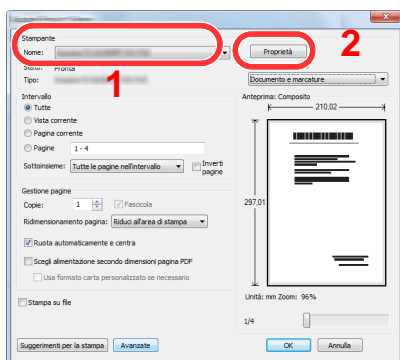 Stampante
Nome:
Proprietà
2
Stato: Pronta
Tipo:
1
Documento e marcature
Intervallo
Tutte
Vista corrente
Pagina corrente
Pagine 1 - 4
Sottoinsieme: Tutte le pagine nell'intervallo
Inverti
pagine
Anteprima: Composito
210,02
297,01
Gestione pagine
Copie: 1 Fascicola
Ridimensionamento pagina: Riduci all'area di stampa
Ruota automaticamente e centra
Scegli alimentazione secondo dimensioni pagina PDF
Usa formato carta personalizzato se necessario
Stampa su file
Unità: mm Zoom: 96%
1/4
Suggerimenti per la stampa Avanzate
OK Annulla